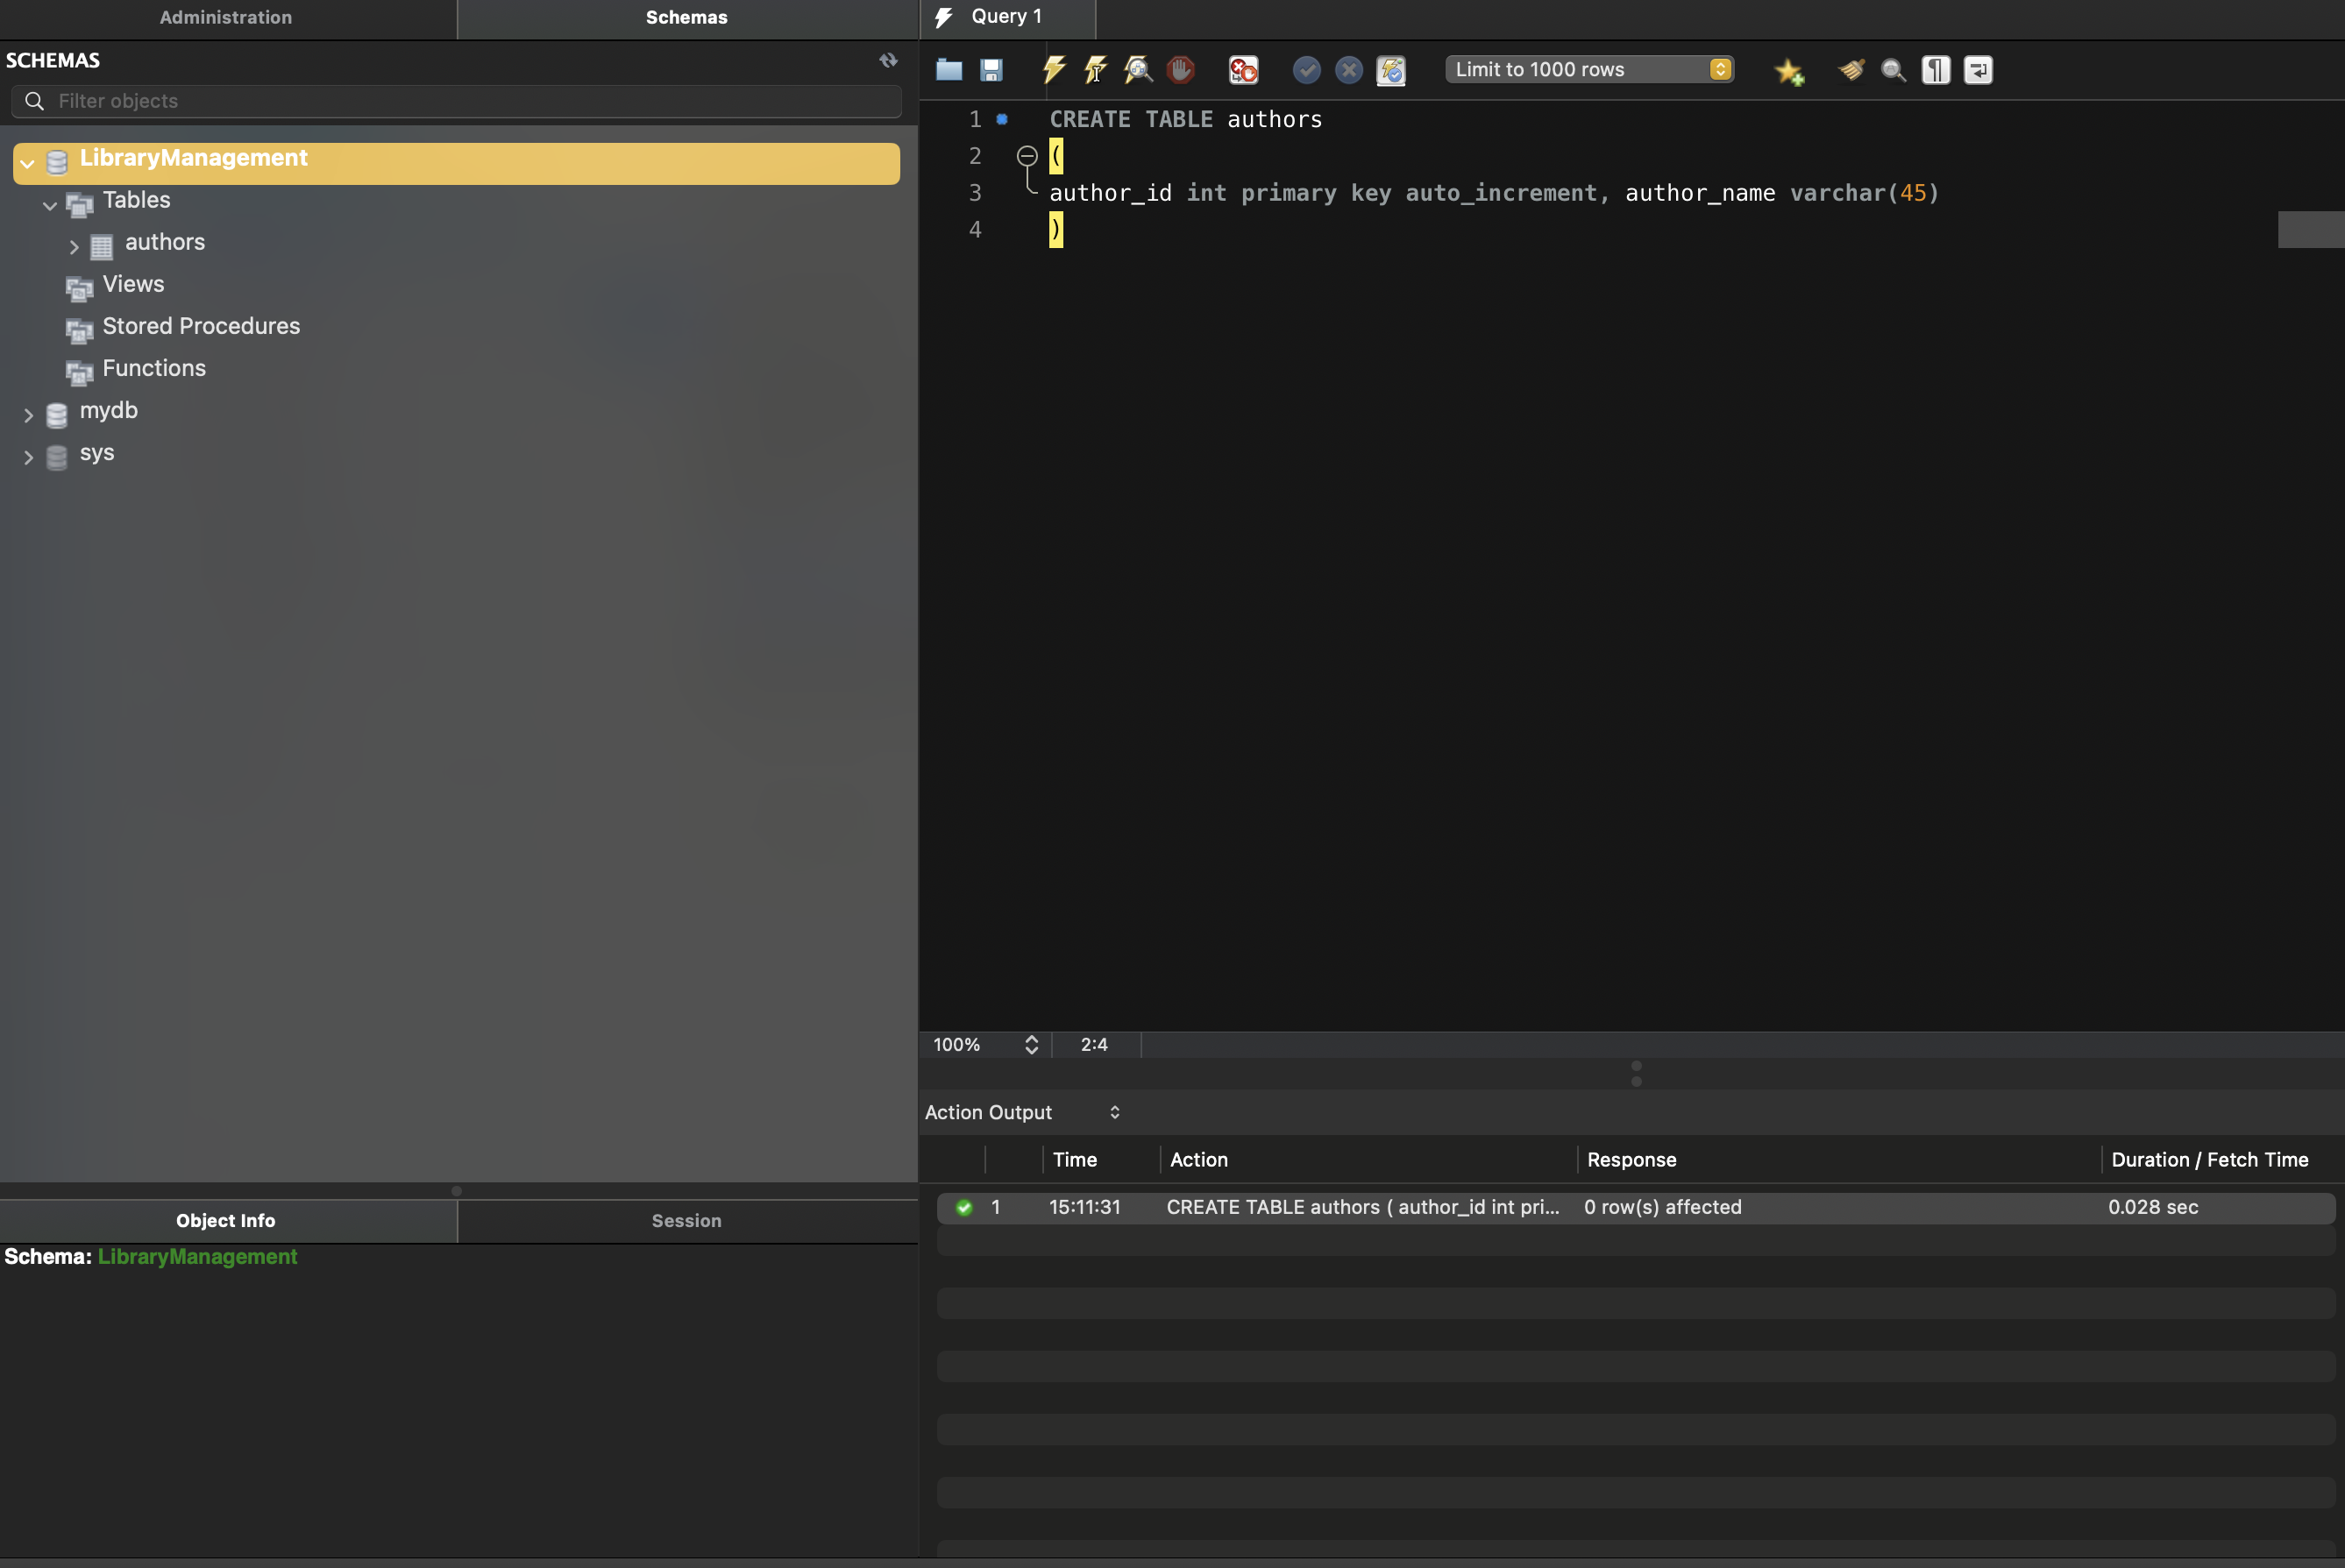 Administration
Schemas
SCHEMAS
Filter objects
LibraryManagement
Tables
authors
Views
Stored Procedures
Functions
mydb
sys
Object Info
Session
Schema: LibraryManagement
Query 1
Limit to 1000 rows
1 CREATE TABLE authors
2 (
3 author_id int primary key auto_increment, author_name varchar(45)
4 )
100% 2:4
Action Output
Time Action Response Duration / Fetch Time
1 15:11:31 CREATE TABLE authors ( author_id int pri... 0 row(s) affected 0.028 sec